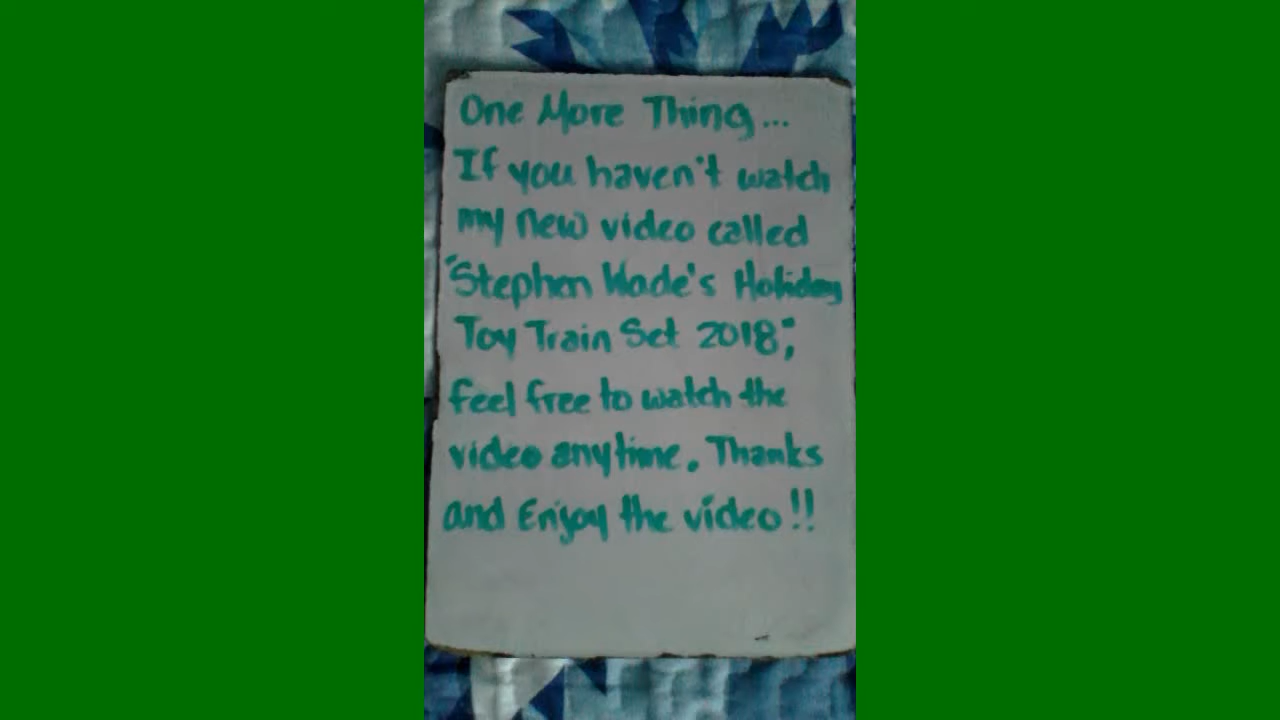 One More Thing...
If you haven't watch
my new video called
"Stephen Wade's Holiday
Toy Train Set 2018",
feel free to watch the
video anytime. Thanks
and Enjoy the video!!